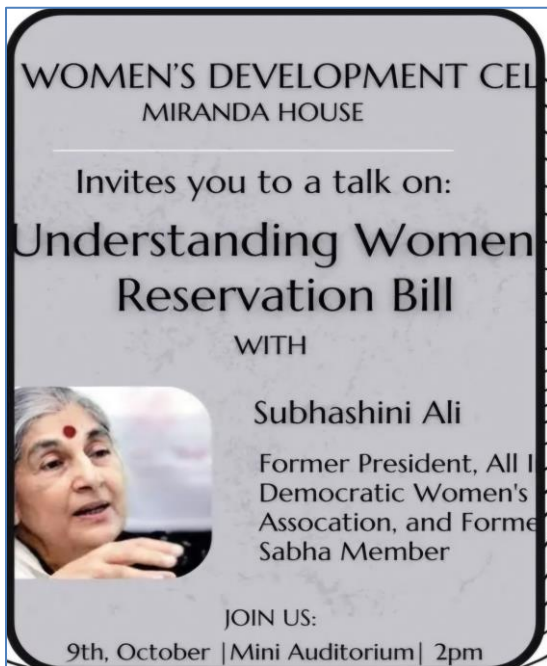 WOMEN'S DEVELOPMENT CEL
MIRANDA HOUSE
Invites you to a talk on:
Understanding Women
Reservation Bill
WITH
Subhashini Ali
Former President, All I
Democratic Women's
Assocation, and Forme
Sabha Member
JOIN US:
9th, October |Mini Auditorium| 2pm